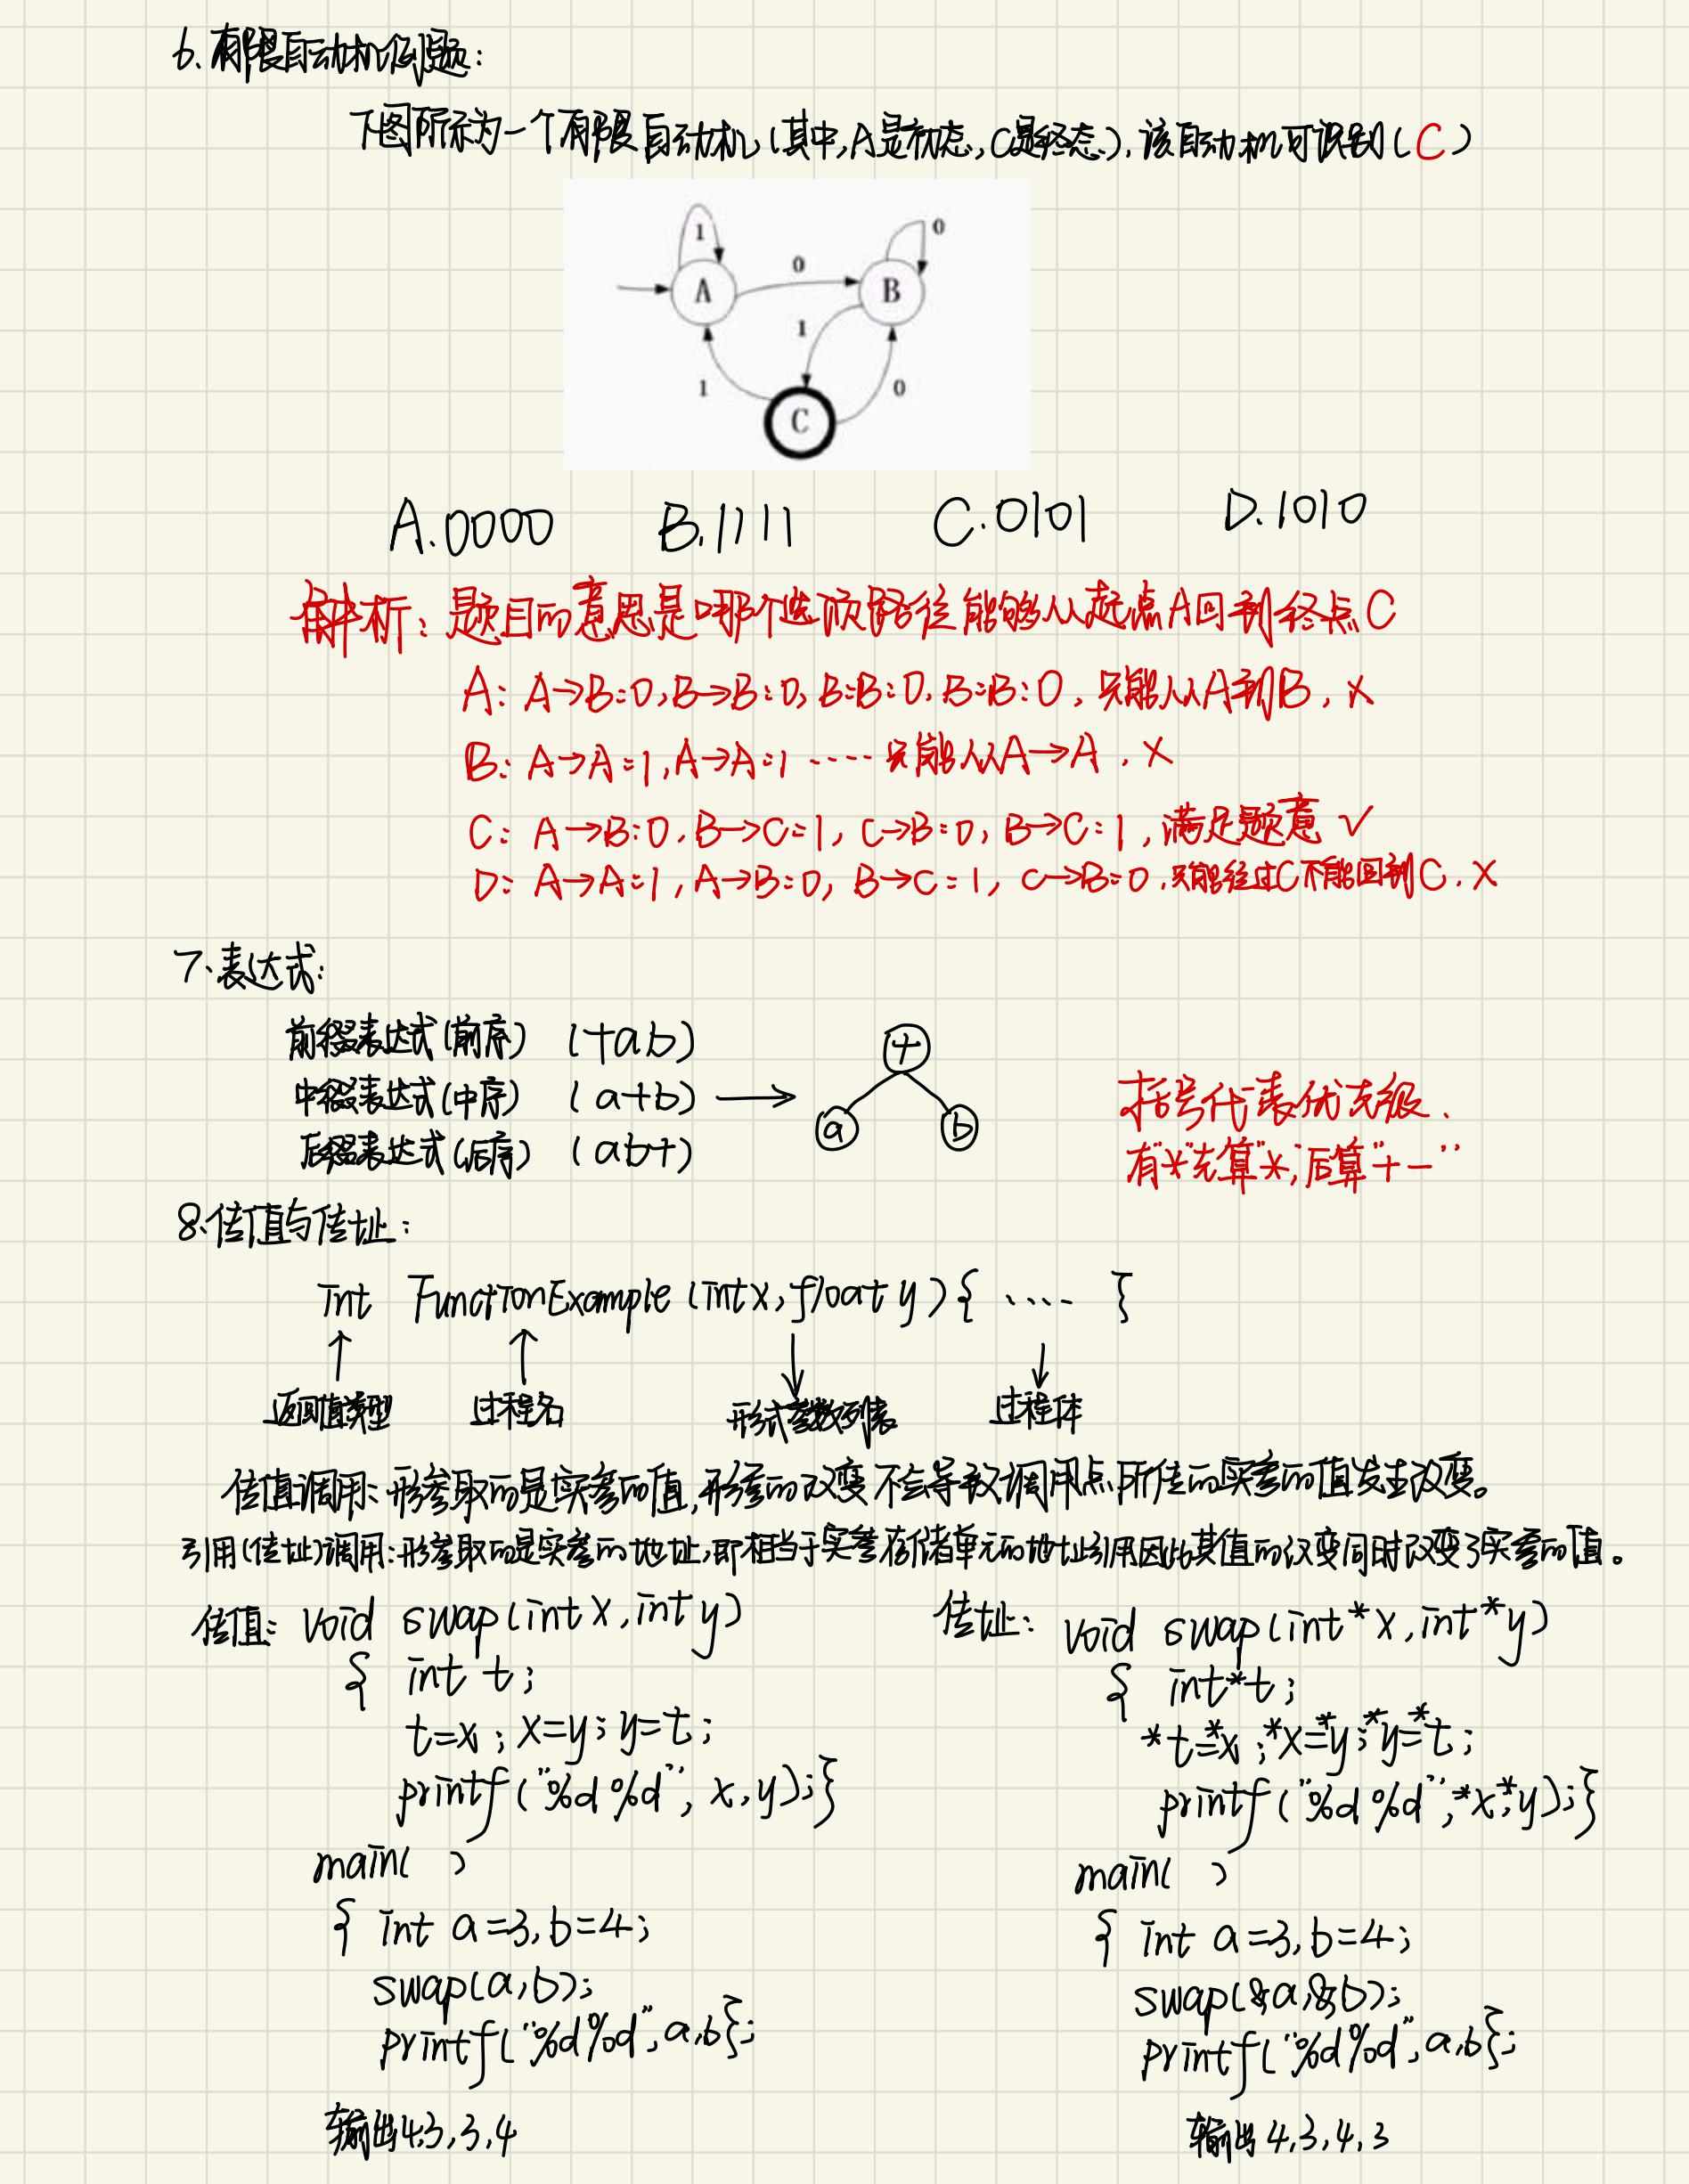 6、有限自动机例题：
下图所示为一个有限自动机(其中,A是初态,C是终态),该自动机可识别(C)
1
0
A
0
B
1
1
0
C
A.0000 B.1111 C.0101 D.1010
解析：题目的意思是哪个选项路径能够从起点A回到终点C
A: A→B:0,B→B:0,B:B:0,B:B:0,只能从A到B,×
B: A→A:1,A→A:1……只能从A→A,×
C: A→B:0,B→C=1,C→B=0,B→C=1,满足题意 √
D: A→A=1,A→B=0,B→C=1,C→B=0,只能经过C不能回到C.×
7、表达式：
前缀表达式(前序) (+ab)
+
中缀表达式(中序) (a+b) →
后缀表达式(后序) (ab+)
a b
括号代表优先级.
有"*"先算*,后算"+-"
8、传值与传址：
int FunctionExample(int x,float y){ .... }
返回值类型 过程名 形式参数列表 过程体
传值调用：形参取的是实参的值,形参的改变不会导致调用点所传的实参的值发生改变。
引用(传址)调用:形参取的是实参的地址,即相当于实参存储单元的地址引用因此其值的改变同时改变了实参的值。
传值: void swap(int x,int y)
{ int t;
t=x; x=y; y=t;
printf("%d %d", x,y);}
main( )
{ int a=3,b=4;
swap(a,b);
printf("%d%d",a,b};
输出4,3,3,4
传址: void swap(int*x,int*y)
{ int*t;
*t=*x;*x=*y;*y=*t;
printf("%d %d",*x,*y);}
main( )
{ int a=3,b=4;
swap(&a,&b);
printf("%d%d",a,b};
输出4,3,4,3